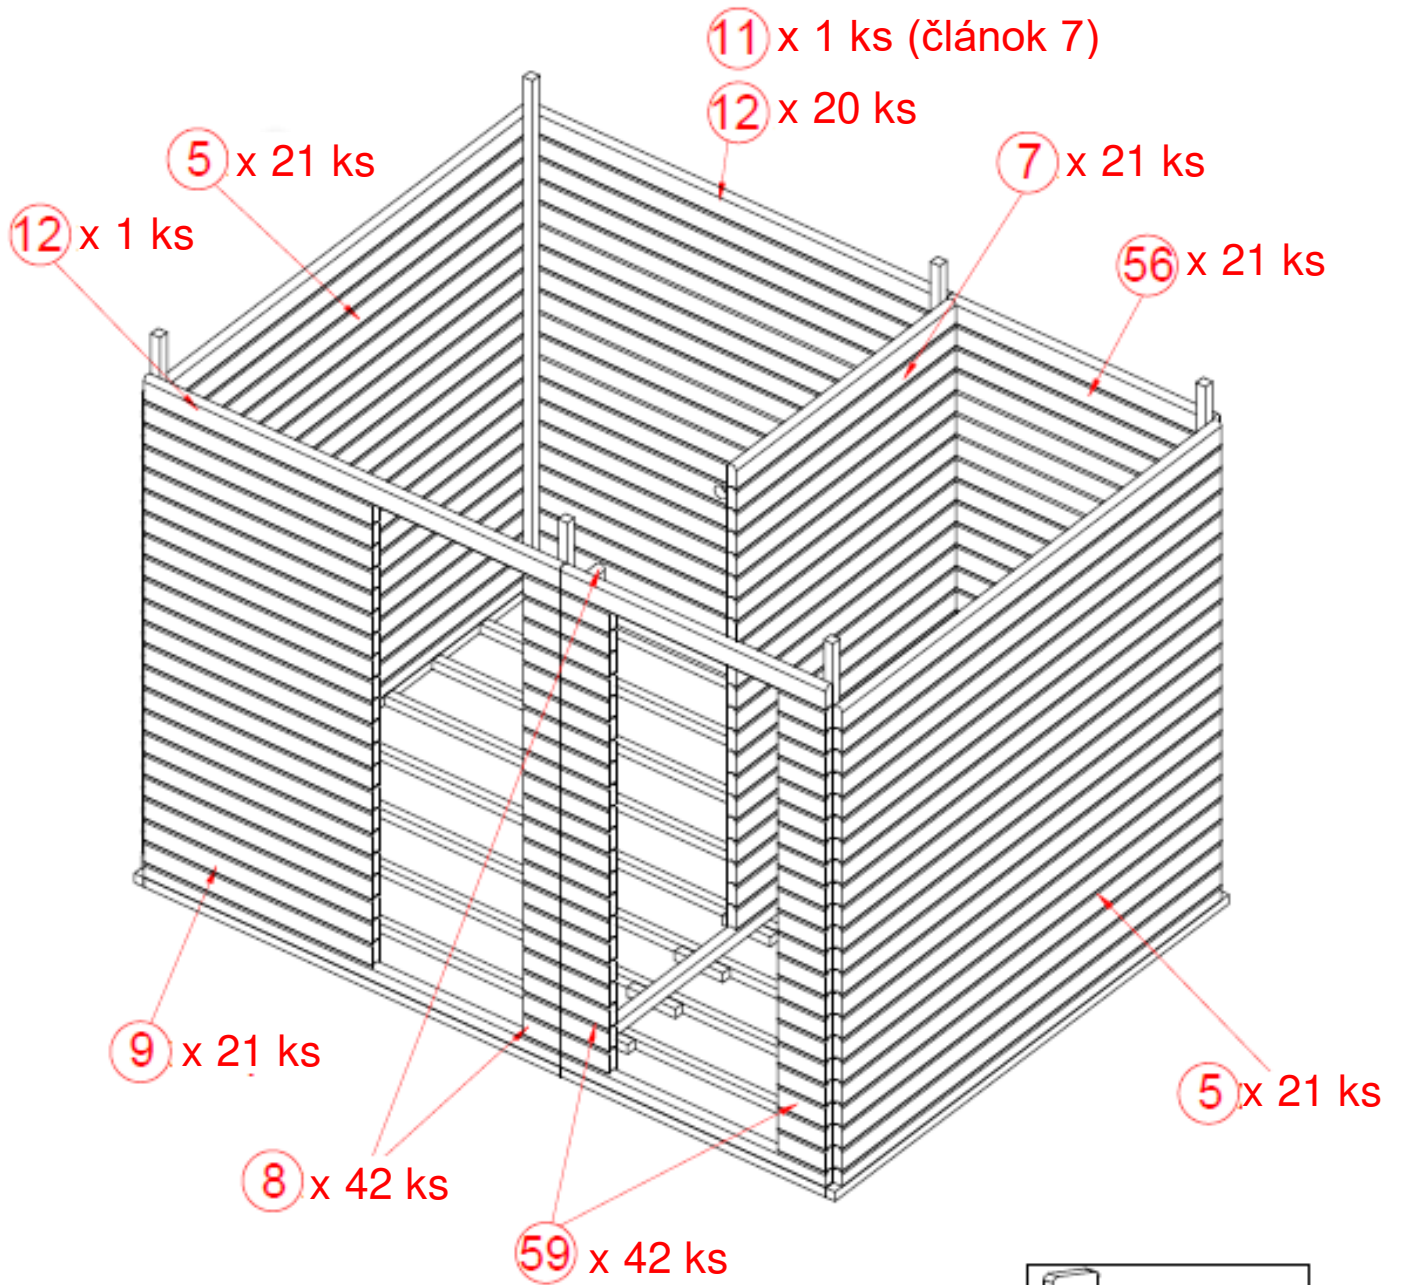 11 x 1 ks (článok 7)
12 x 20 ks
5 x 21 ks
7 x 21 ks
12 x 1 ks
56 x 21 ks
9 x 21 ks
5 x 21 ks
8 x 42 ks
59 x 42 ks